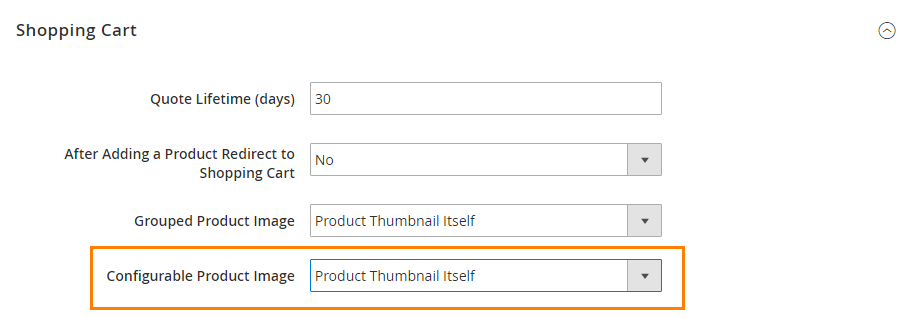 Shopping Cart
Quote Lifetime (days) 30
After Adding a Product Redirect to
Shopping Cart No
Grouped Product Image Product Thumbnail Itself
Configurable Product Image Product Thumbnail Itself